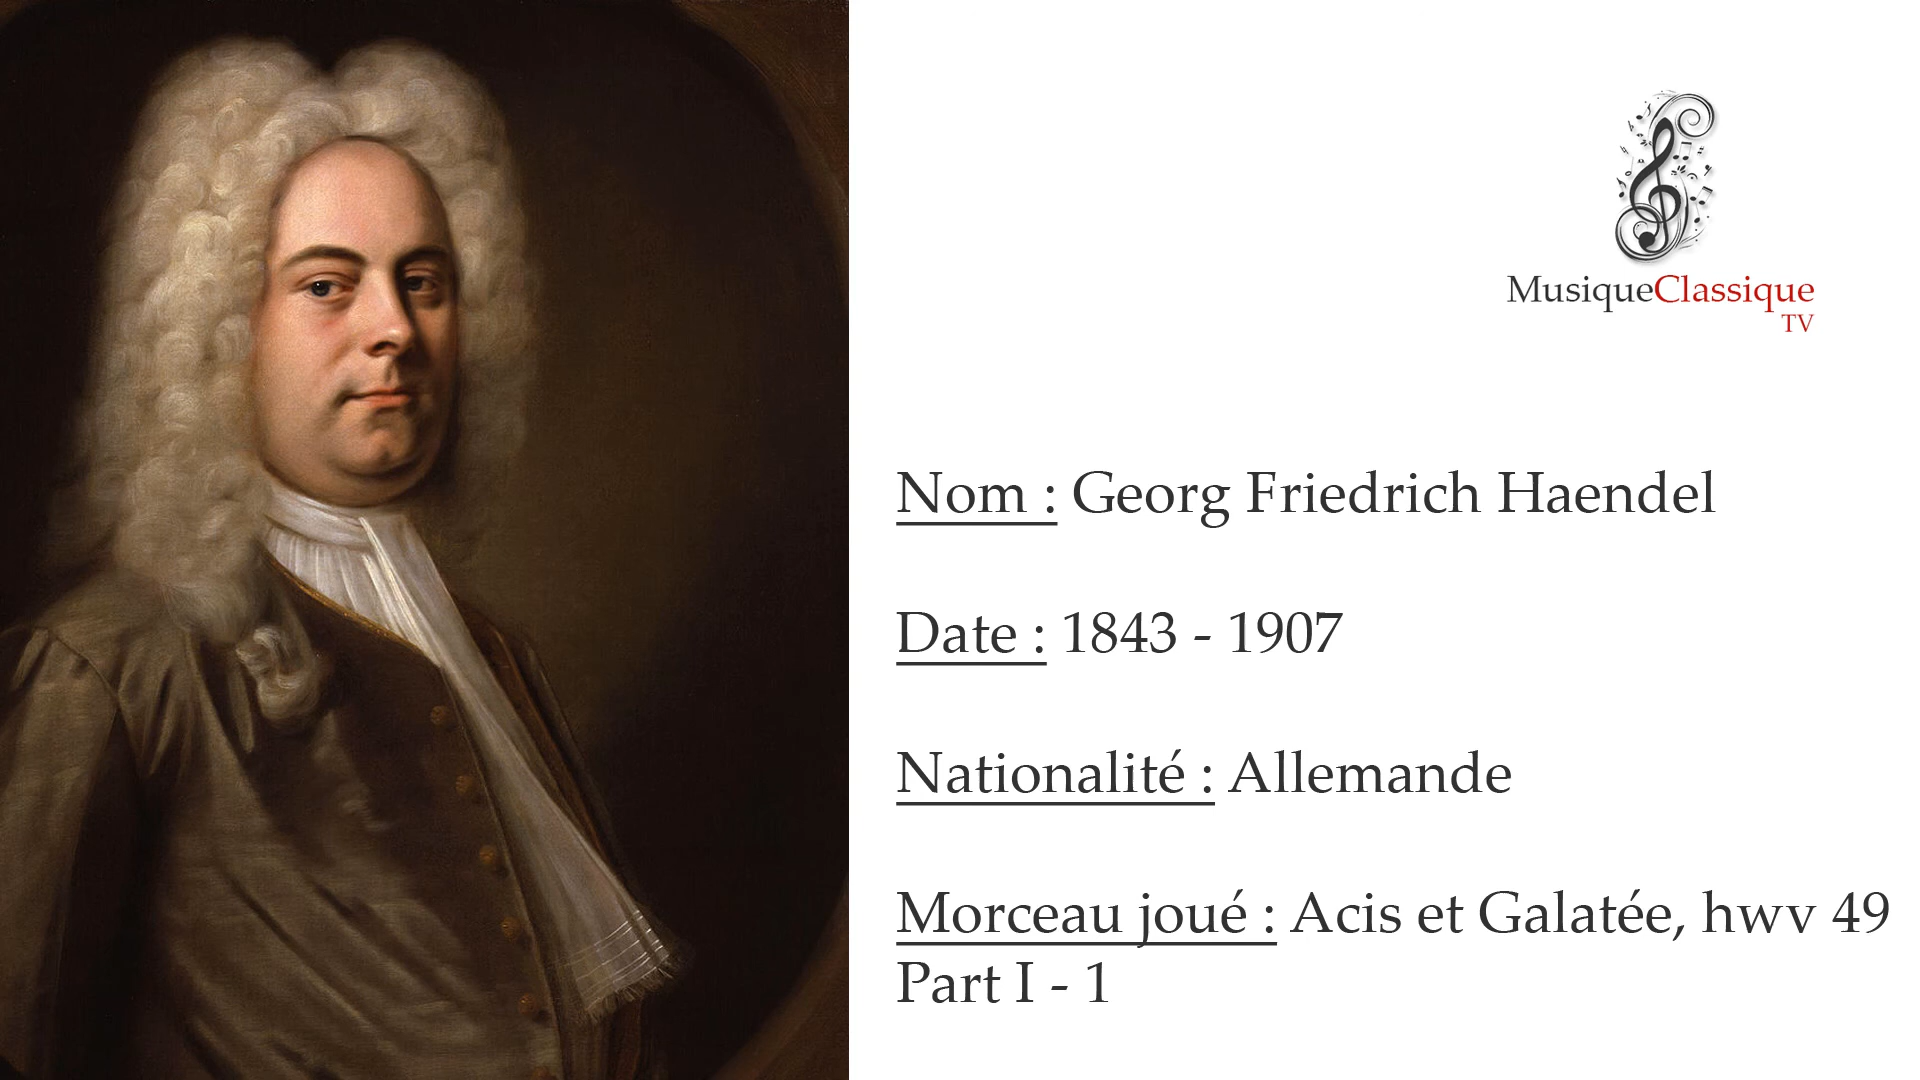 MusiqueClassique
TV
Nom : Georg Friedrich Haendel
Date : 1843 - 1907
Nationalité : Allemande
Morceau joué : Acis et Galatée, hwv 49
Part I - 1